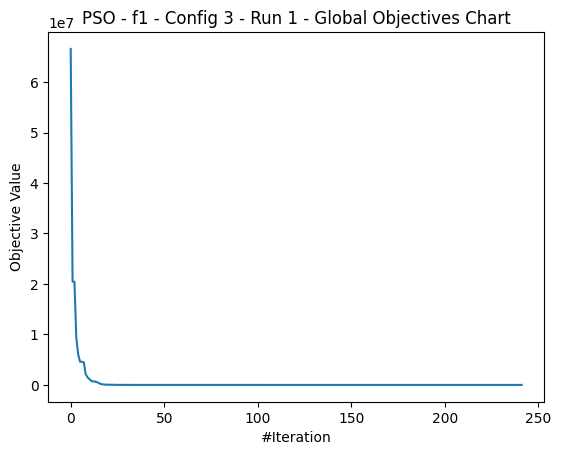 PSO - f1 - Config 3 - Run 1 - Global Objectives Chart
1e7
6
5
4
3
2
1
0
Objective Value
0 50 100 150 200 250
#Iteration